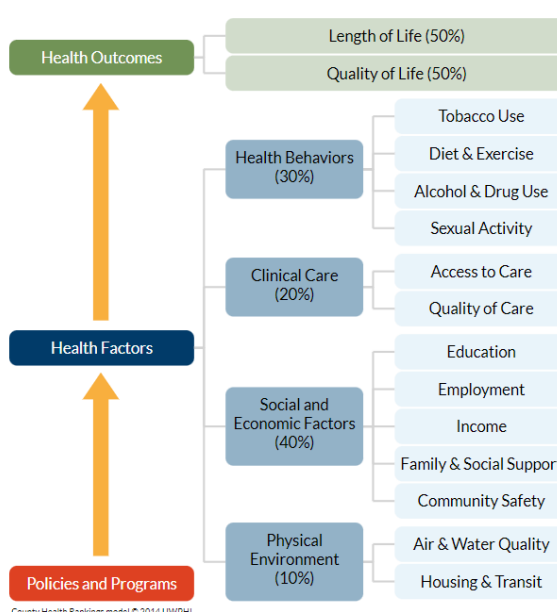 Health Outcomes
Length of Life (50%)
Quality of Life (50%)
Health Behaviors
(30%)
Tobacco Use
Diet & Exercise
Alcohol & Drug Use
Sexual Activity
Clinical Care
(20%)
Access to Care
Quality of Care
Health Factors
Social and
Economic Factors
(40%)
Education
Employment
Income
Family & Social Support
Community Safety
Physical
Environment
(10%)
Air & Water Quality
Housing & Transit
Policies and Programs
County Health Rankings model © 2014 UWPHI